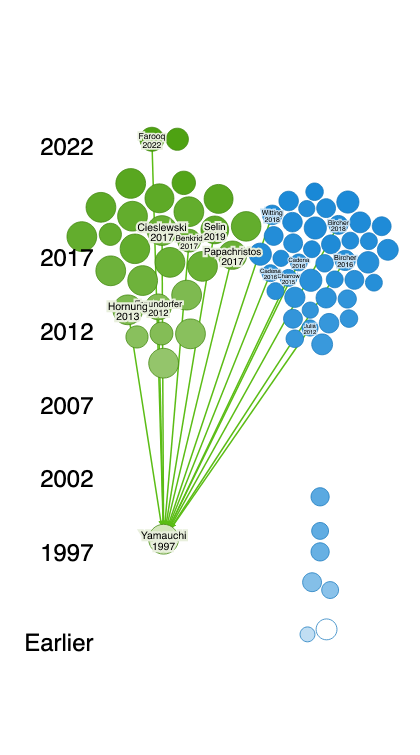 Farooq
2022
2022
Witting
2018
Cieslewski
2017
Selin
2019
Bircher
2018
Benkrid
2017
2017
Papachristos
2017
Cadena
2016
Bircher
2016
Cadena
2016
Charrow
2015
Hornung
2013
2012
Julia
2012
2012
2007
2002
Yamauchi
1997
1997
Earlier